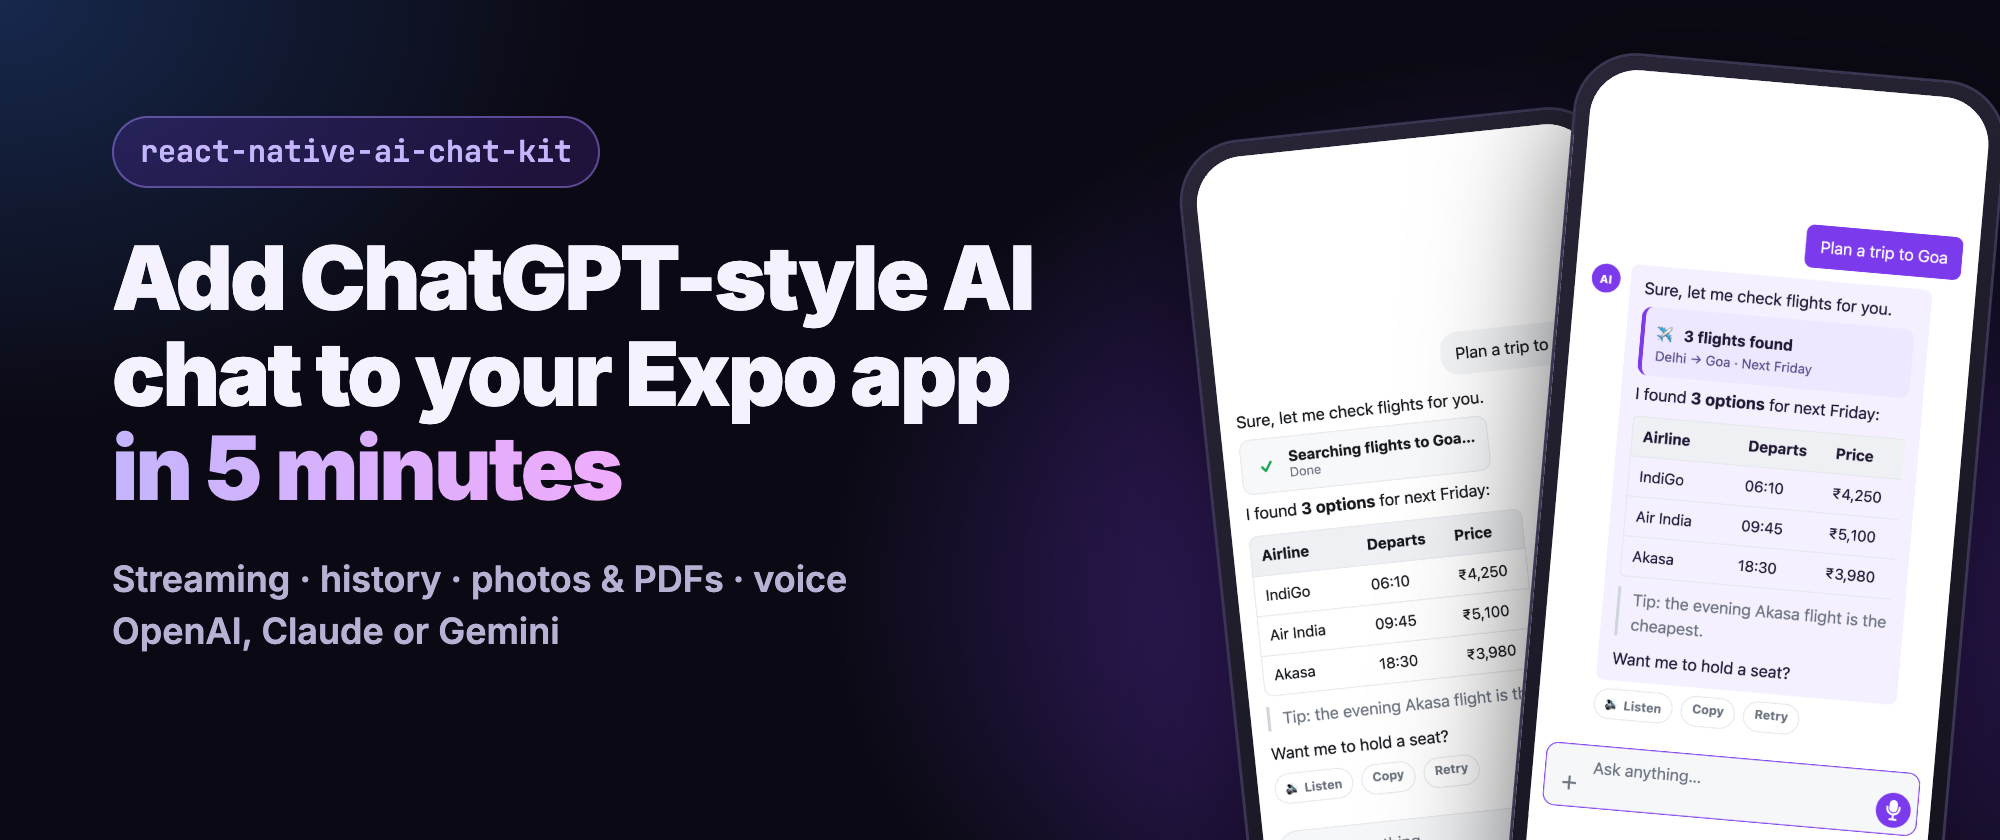 react-native-ai-chat-kit
Add ChatGPT-style AI
chat to your Expo app
in 5 minutes
Streaming · history · photos & PDFs · voice
OpenAI, Claude or Gemini
Plan a trip to
Sure, let me check flights for you.
Searching flights to Goa...
Done
I found 3 options for next Friday:
Airline Departs Price
IndiGo 06:10 ₹4,250
Air India 09:45 ₹5,100
Akasa 18:30 ₹3,980
Tip: the evening Akasa flight is
Want me to hold a seat?
Listen Copy Retry
Plan a trip to Goa
AI
Sure, let me check flights for you.
3 flights found
Delhi → Goa · Next Friday
I found 3 options for next Friday:
Airline Departs Price
IndiGo 06:10 ₹4,250
Air India 09:45 ₹5,100
Akasa 18:30 ₹3,980
Tip: the evening Akasa flight is the
cheapest.
Want me to hold a seat?
Listen Copy Retry
Ask anything...